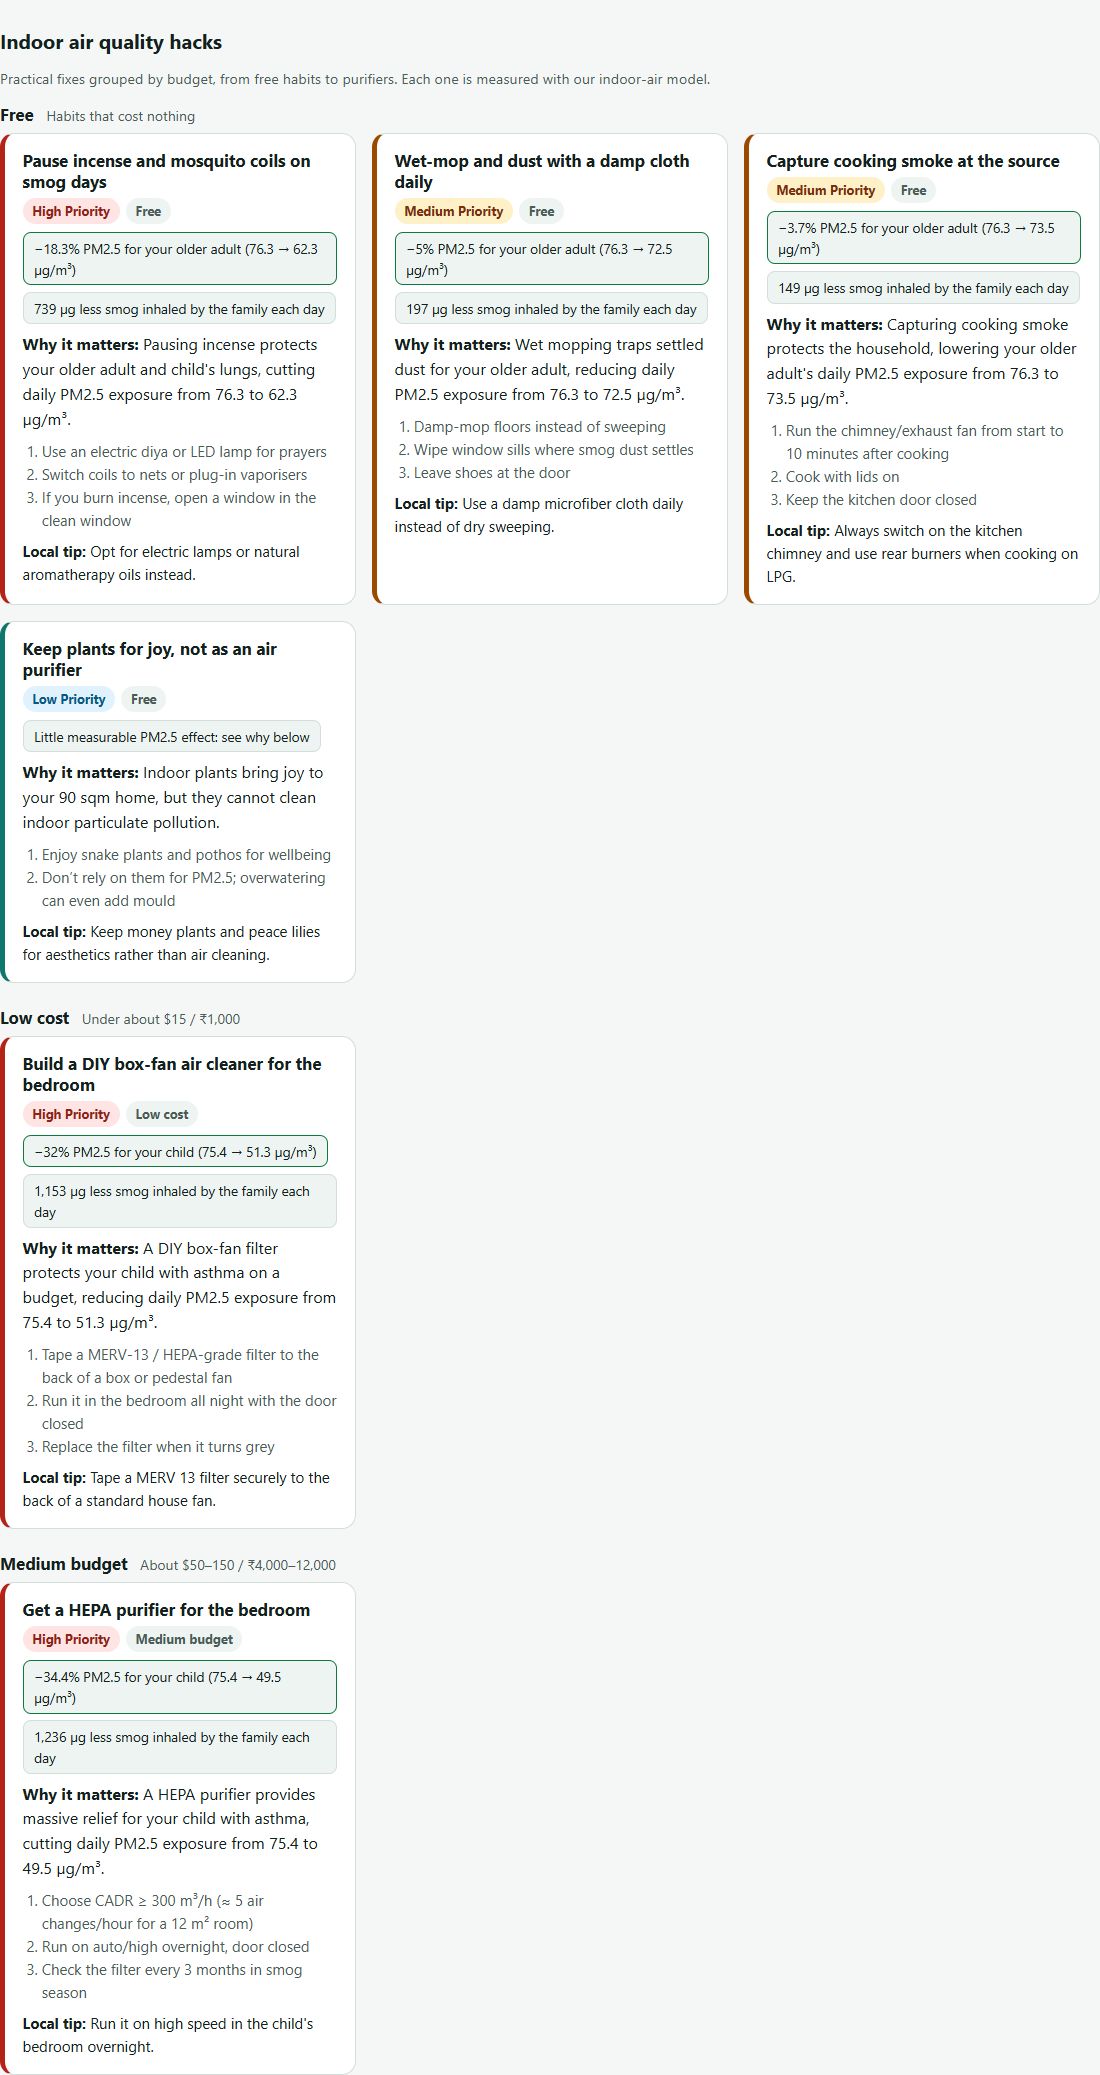 Indoor air quality hacks
Practical fixes grouped by budget, from free habits to purifiers. Each one is measured with our indoor-air model.
Free Habits that cost nothing
Pause incense and mosquito coils on
smog days
High Priority Free
−18.3% PM2.5 for your older adult (76.3 → 62.3
µg/m³)
739 µg less smog inhaled by the family each day
Why it matters: Pausing incense protects
your older adult and child's lungs, cutting
daily PM2.5 exposure from 76.3 to 62.3
µg/m³.
1. Use an electric diya or LED lamp for prayers
2. Switch coils to nets or plug-in vaporisers
3. If you burn incense, open a window in the
clean window
Local tip: Opt for electric lamps or natural
aromatherapy oils instead.
Wet-mop and dust with a damp cloth
daily
Medium Priority Free
−5% PM2.5 for your older adult (76.3 → 72.5
µg/m³)
197 µg less smog inhaled by the family each day
Why it matters: Wet mopping traps settled
dust for your older adult, reducing daily
PM2.5 exposure from 76.3 to 72.5 µg/m³.
1. Damp-mop floors instead of sweeping
2. Wipe window sills where smog dust settles
3. Leave shoes at the door
Local tip: Use a damp microfiber cloth daily
instead of dry sweeping.
Capture cooking smoke at the source
Medium Priority Free
−3.7% PM2.5 for your older adult (76.3 → 73.5
µg/m³)
149 µg less smog inhaled by the family each day
Why it matters: Capturing cooking smoke
protects the household, lowering your older
adult's daily PM2.5 exposure from 76.3 to
73.5 µg/m³.
1. Run the chimney/exhaust fan from start to
10 minutes after cooking
2. Cook with lids on
3. Keep the kitchen door closed
Local tip: Always switch on the kitchen
chimney and use rear burners when cooking on
LPG.
Keep plants for joy, not as an air
purifier
Low Priority Free
Little measurable PM2.5 effect: see why below
Why it matters: Indoor plants bring joy to
your 90 sqm home, but they cannot clean
indoor particulate pollution.
1. Enjoy snake plants and pothos for wellbeing
2. Don’t rely on them for PM2.5; overwatering
can even add mould
Local tip: Keep money plants and peace lilies
for aesthetics rather than air cleaning.
Low cost Under about $15 / ₹1,000
Build a DIY box-fan air cleaner for the
bedroom
High Priority Low cost
−32% PM2.5 for your child (75.4 → 51.3 µg/m³)
1,153 µg less smog inhaled by the family each
day
Why it matters: A DIY box-fan filter
protects your child with asthma on a
budget, reducing daily PM2.5 exposure from
75.4 to 51.3 µg/m³.
1. Tape a MERV-13 / HEPA-grade filter to the
back of a box or pedestal fan
2. Run it in the bedroom all night with the door
closed
3. Replace the filter when it turns grey
Local tip: Tape a MERV 13 filter securely to the
back of a standard house fan.
Medium budget About $50–150 / ₹4,000–12,000
Get a HEPA purifier for the bedroom
High Priority Medium budget
−34.4% PM2.5 for your child (75.4 → 49.5
µg/m³)
1,236 µg less smog inhaled by the family each
day
Why it matters: A HEPA purifier provides
massive relief for your child with asthma,
cutting daily PM2.5 exposure from 75.4 to
49.5 µg/m³.
1. Choose CADR ≥ 300 m³/h (≈ 5 air
changes/hour for a 12 m² room)
2. Run on auto/high overnight, door closed
3. Check the filter every 3 months in smog
season
Local tip: Run it on high speed in the child's
bedroom overnight.